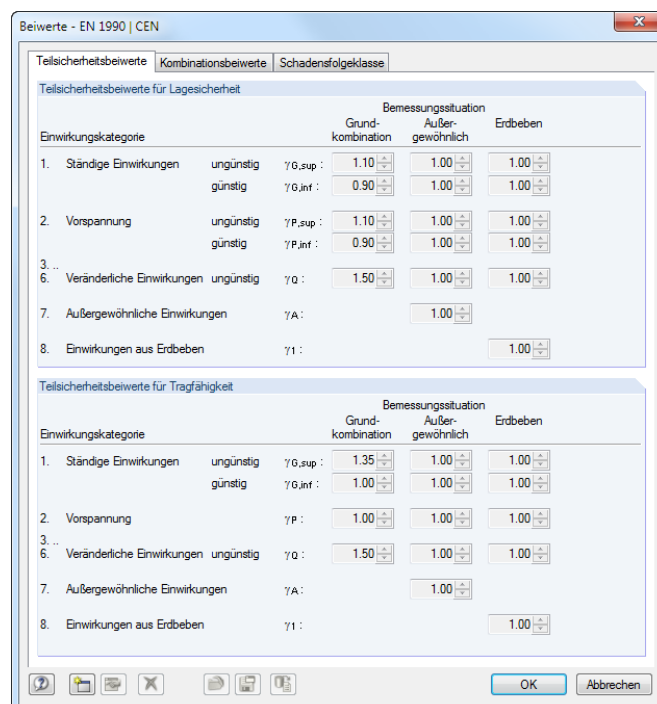 Beiwerte - EN 1990 | CEN
Teilsicherheitsbeiwerte Kombinationsbeiwerte Schadensfolgeklasse
Teilsicherheitsbeiwerte für Lagesicherheit
Bemessungssituation
Grund- Außer- Erdbeben
Einwirkungskategorie kombination gewöhnlich
1. Ständige Einwirkungen ungünstig γG,sup : 1.10 1.00 1.00
günstig γG,inf : 0.90 1.00 1.00
2. Vorspannung ungünstig γP,sup : 1.10 1.00 1.00
günstig γP,inf : 0.90 1.00 1.00
3. ..
6. Veränderliche Einwirkungen ungünstig γQ : 1.50 1.00 1.00
7. Außergewöhnliche Einwirkungen γA : 1.00
8. Einwirkungen aus Erdbeben γ1 : 1.00
Teilsicherheitsbeiwerte für Tragfähigkeit
Bemessungssituation
Grund- Außer- Erdbeben
Einwirkungskategorie kombination gewöhnlich
1. Ständige Einwirkungen ungünstig γG,sup : 1.35 1.00 1.00
günstig γG,inf : 1.00 1.00 1.00
2. Vorspannung γP : 1.00 1.00 1.00
3. ..
6. Veränderliche Einwirkungen ungünstig γQ : 1.50 1.00 1.00
7. Außergewöhnliche Einwirkungen γA : 1.00
8. Einwirkungen aus Erdbeben γ1 : 1.00
OK Abbrechen